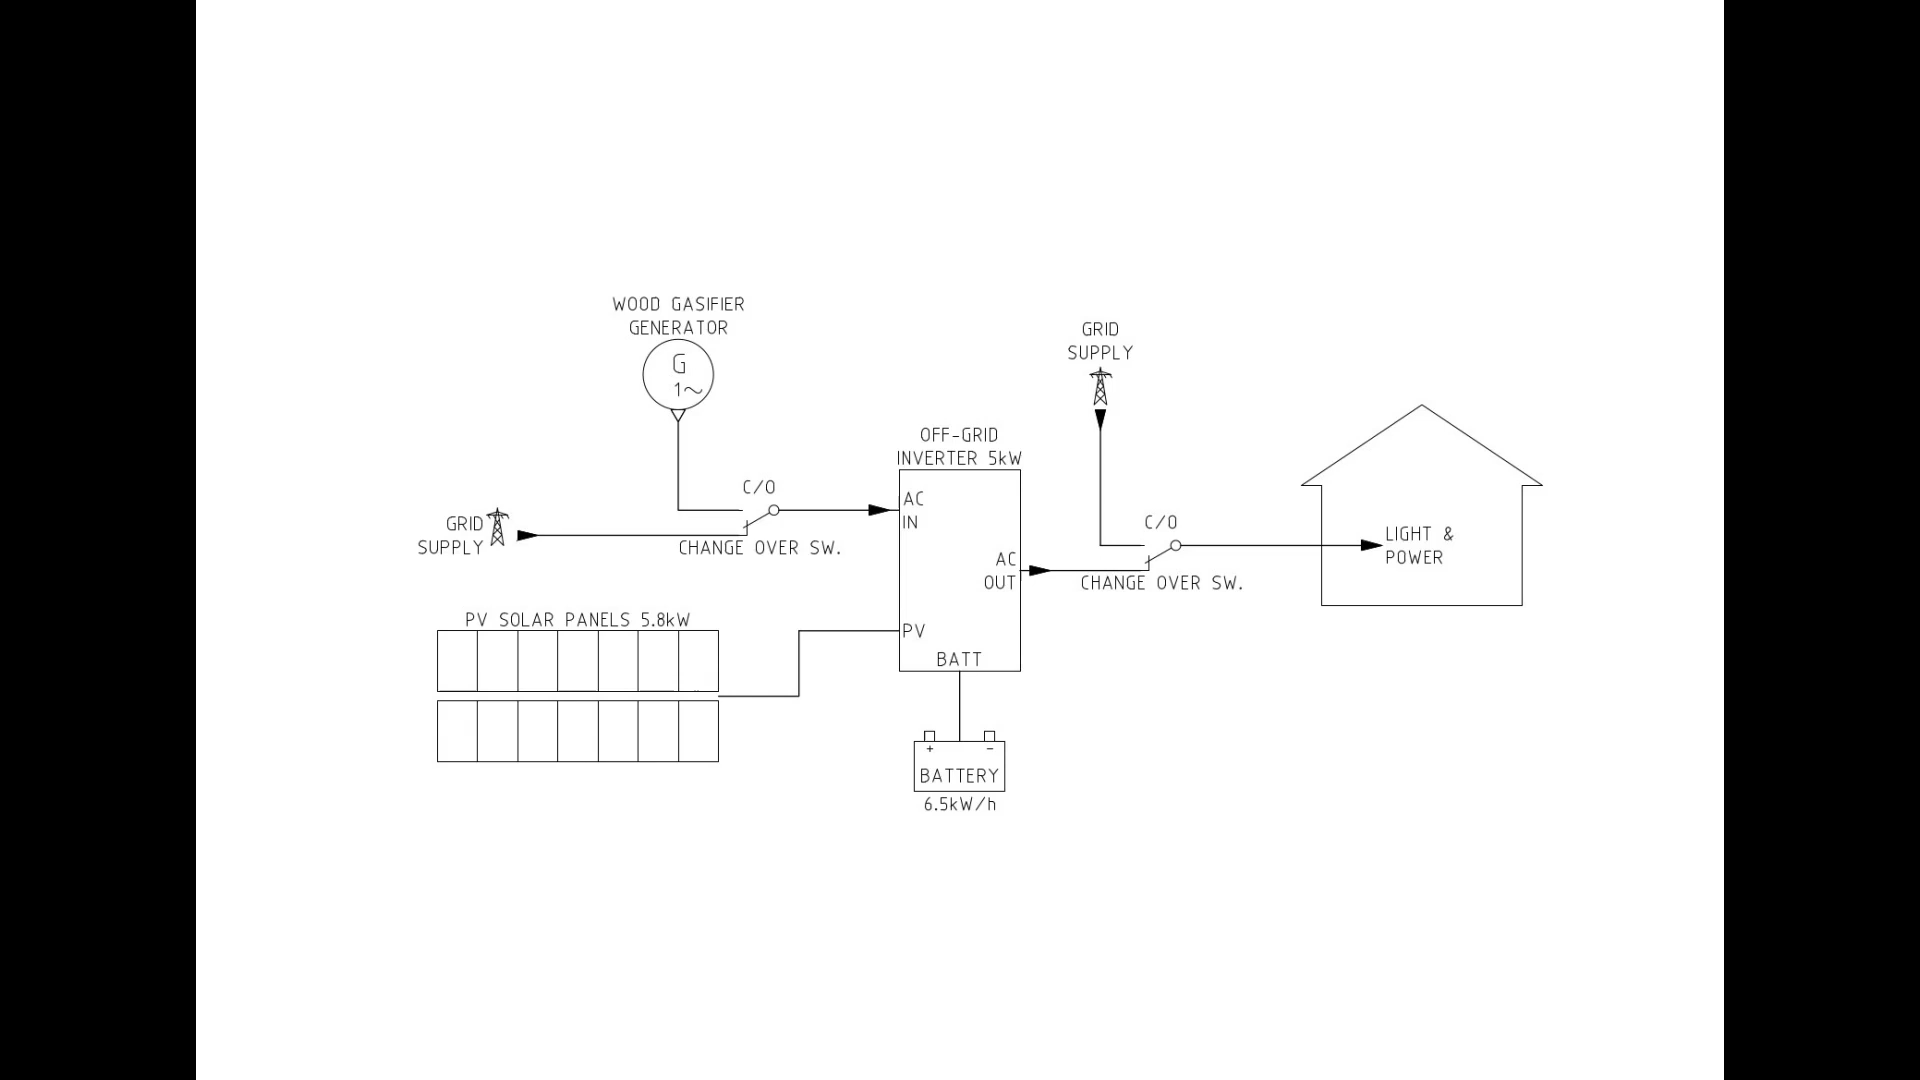 WOOD GASIFIER
GENERATOR
G
1~
GRID
SUPPLY
OFF-GRID
INVERTER 5kW
C/O
AC
IN
GRID
SUPPLY
CHANGE OVER SW.
C/O
LIGHT &
POWER
AC
OUT
CHANGE OVER SW.
PV SOLAR PANELS 5.8kW
PV
BATT
+ −
BATTERY
6.5kW/h